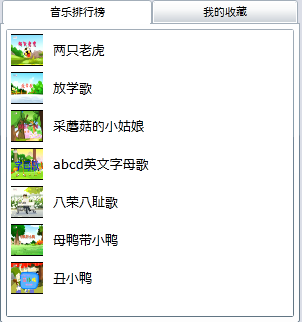 音乐排行榜
我的收藏
两只老虎
放学歌
采蘑菇的小姑娘
abcd英文字母歌
八荣八耻歌
母鸭带小鸭
丑小鸭